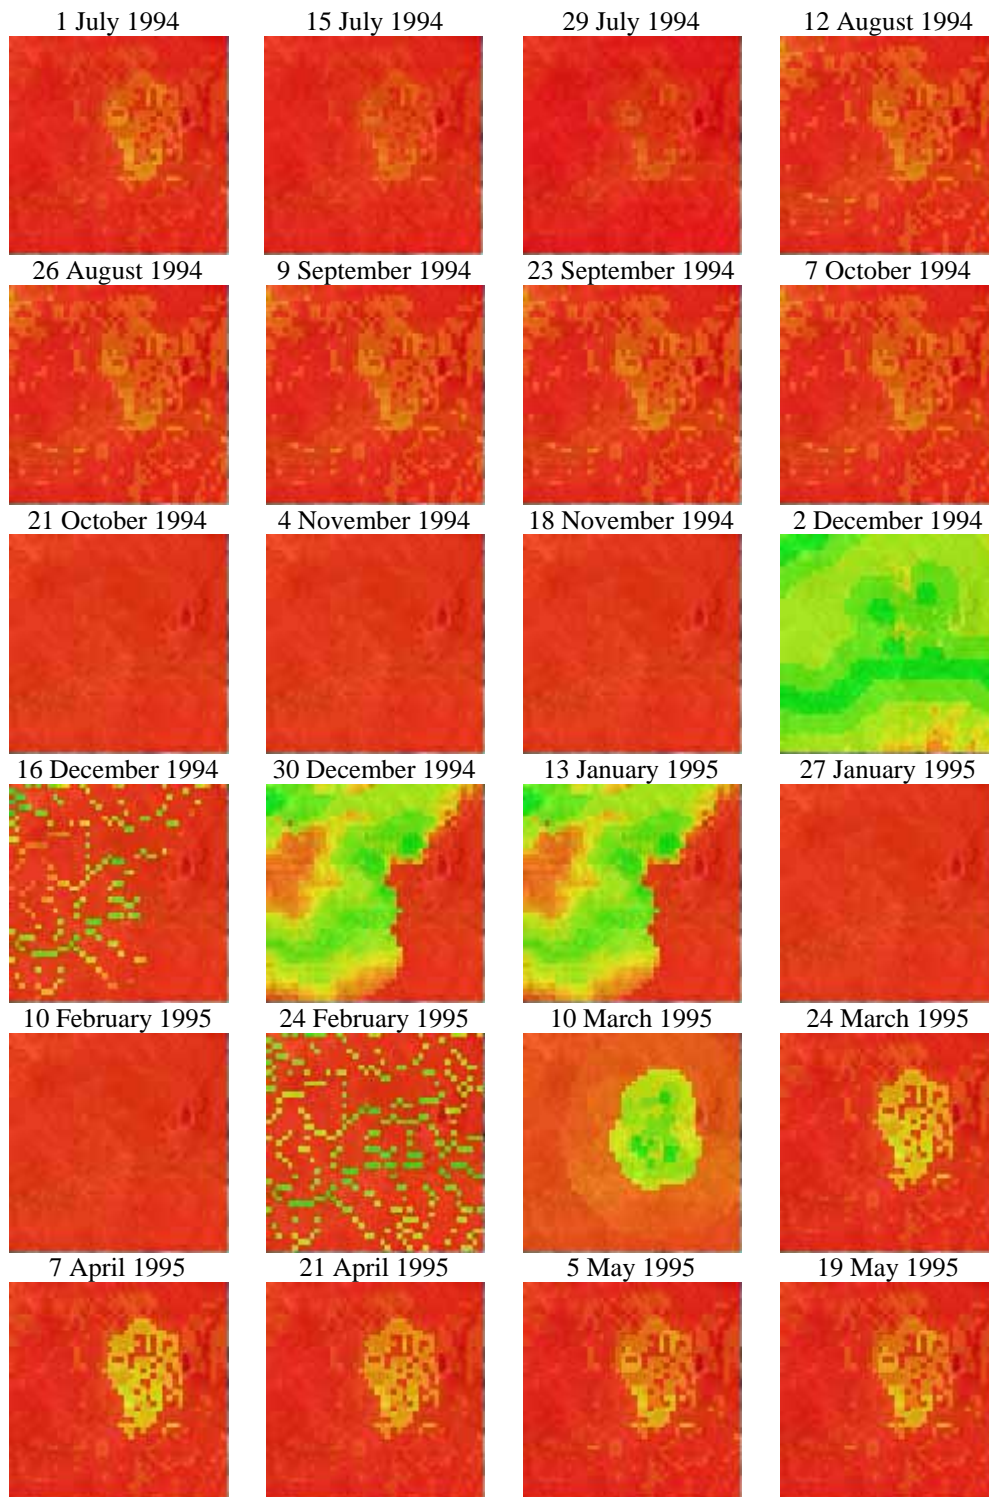 1 July 1994 15 July 1994 29 July 1994 12 August 1994
26 August 1994 9 September 1994 23 September 1994 7 October 1994
21 October 1994 4 November 1994 18 November 1994 2 December 1994
16 December 1994 30 December 1994 13 January 1995 27 January 1995
10 February 1995 24 February 1995 10 March 1995 24 March 1995
7 April 1995 21 April 1995 5 May 1995 19 May 1995